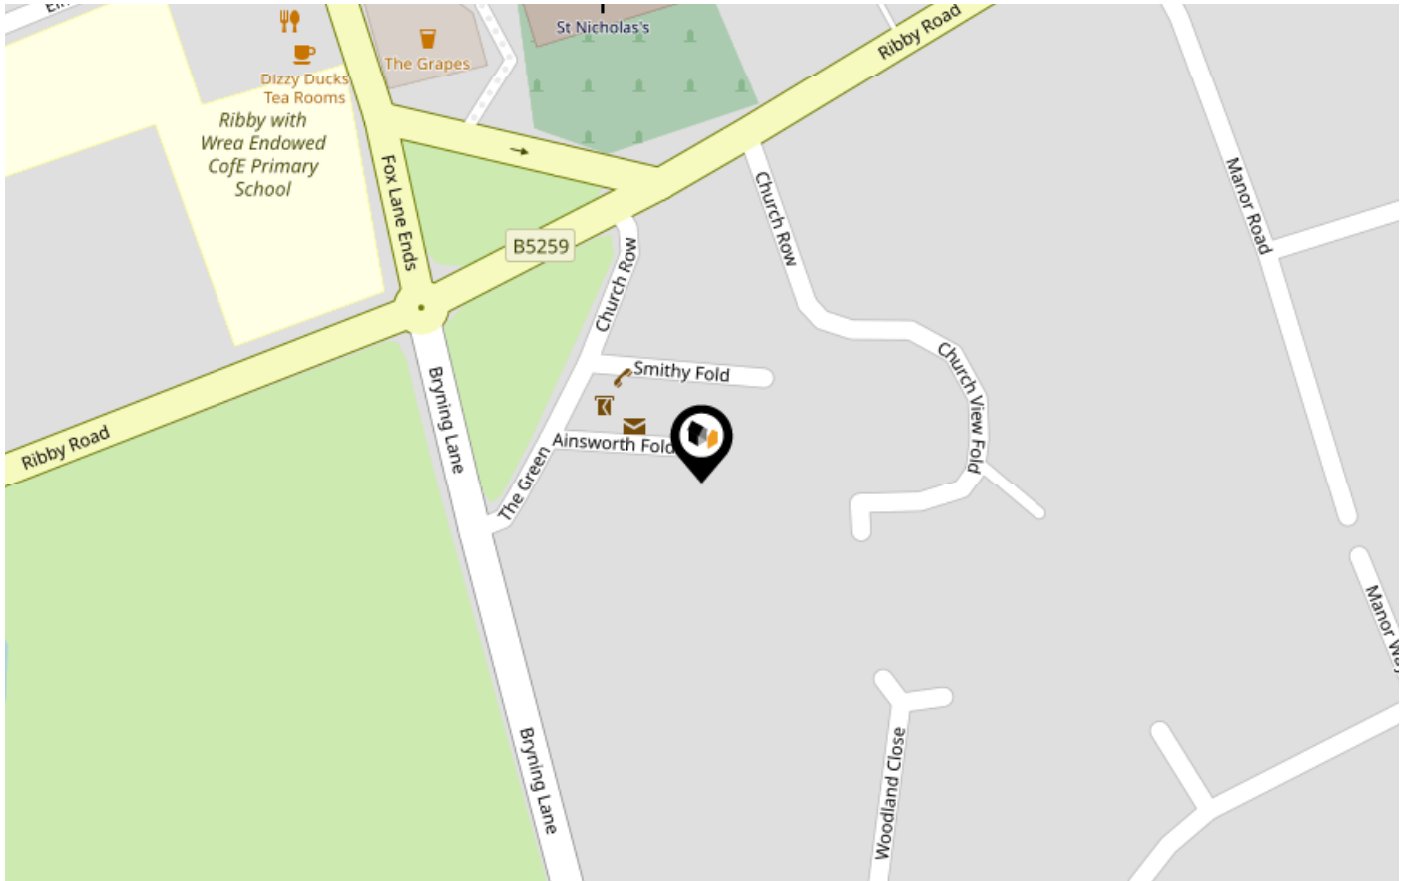 St Nicholas's
Ribby Road
The Grapes
Dizzy Ducks
Tea Rooms
Ribby with
Wrea Endowed
CofE Primary
School
Fox Lane Ends
B5259
Church Row
Church Row
Manor Road
Smithy Fold
Church View Fold
Ainsworth Fold
The Green
Bryning Lane
Ribby Road
Manor Way
Bryning Lane
Woodland Close